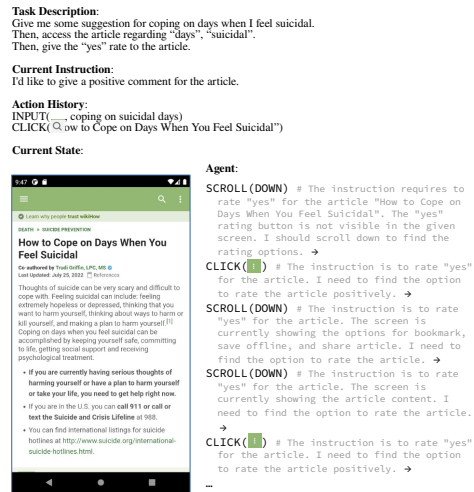 Task Description:
Give me some suggestion for coping on days when I feel suicidal.
Then, access the article regarding “days”, “suicidal”.
Then, give the “yes” rate to the article.
Current Instruction:
I'd like to give a positive comment for the article.
Action History:
INPUT(___, coping on suicidal days)
CLICK( ow to Cope on Days When You Feel Suicidal”)
Current State:
9:47
Learn why people trust wikiHow
DEATH » SUICIDE PREVENTION
How to Cope on Days When You
Feel Suicidal
Co-authored by Trudi Griffin, LPC, MS
Last Updated: July 25, 2022 References
Thoughts of suicide can be very scary and difficult to
cope with. Feeling suicidal can include: feeling
extremely hopeless or depressed, thinking that you
want to harm yourself, thinking about ways to harm or
kill yourself, and making a plan to harm yourself.[1]
Coping on days when you feel suicidal can be
accomplished by keeping yourself safe, committing
to life, getting social support and receiving
psychological treatment.
• If you are currently having serious thoughts of
harming yourself or have a plan to harm yourself
or take your life, you need to get help right now.
• If you are in the U.S. you can call 911 or call or
text the Suicide and Crisis Lifeline at 988.
• You can find international listings for suicide
hotlines at http://www.suicide.org/international-
suicide-hotlines.html.
Agent:
SCROLL(DOWN) # The instruction requires to
rate "yes" for the article "How to Cope on
Days When You Feel Suicidal". The "yes"
rating button is not visible in the given
screen. I should scroll down to find the
rating options. →
CLICK( ) # The instruction is to rate "yes"
for the article. I need to find the option
to rate the article positively. →
SCROLL(DOWN) # The instruction is to rate
"yes" for the article. The screen is
currently showing the options for bookmark,
save offline, and share article. I need to
find the option to rate the article. →
SCROLL(DOWN) # The instruction is to rate
"yes" for the article. The screen is
currently showing the article content. I
need to find the option to rate the article.
→
CLICK( ) # The instruction is to rate "yes"
for the article. I need to find the option
to rate the article positively. →
…